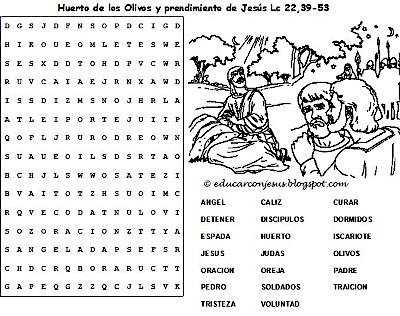 Huerto de los Olivos y prendimiento de Jesús Lc 22,39-53
D G S J D F N S O P D C I G D
H I K O U E O M L E T E S W E
S E S X D D T O H D P V C W R
R U V C A I A E J R N X A W D
I S S D I Z M S N O J H R L A
A T L E I P O R T E J U I I P
Q O F L J R U R O D R E O W N
S U A U E O I L S D S R T A O
B C H J L S W W O S A T E Z I
B V A I T O T Z H S U O I M C
R Q V E C O D A T N U L O V I
S O Z O R A C I O N Z T T Y A
S A N G E L A D A P S E F S R
C H D C R Q B O R A R U C T T
G A P E Q G Z Z Q C J L S V K
© educarconjesus.blogspot.com
ANGEL CALIZ CURAR
DETENER DISCIPULOS DORMIDOS
ESPADA HUERTO ISCARIOTE
JESUS JUDAS OLIVOS
ORACION OREJA PADRE
PEDRO SOLDADOS TRAICION
TRISTEZA VOLUNTAD